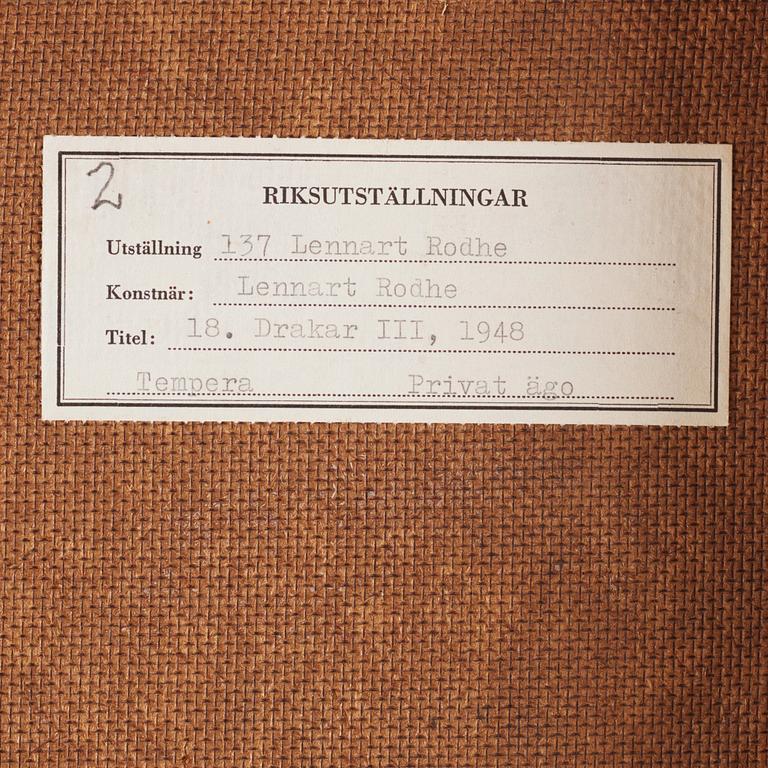 2
RIKSUTSTÄLLNINGAR
Utställning 137 Lennart Rodhe
Konstnär: Lennart Rodhe
Titel: 18. Drakar III, 1948
Tempera Privat ägo